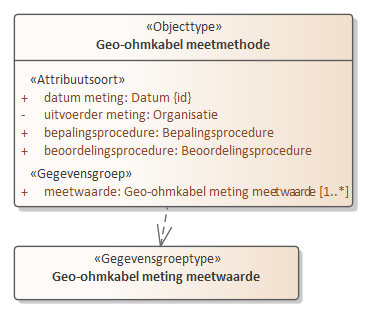 «Objecttype»
Geo-ohmkabel meetmethode
«Attribuutsoort»
+ datum meting: Datum {id}
- uitvoerder meting: Organisatie
+ bepalingsprocedure: Bepalingsprocedure
+ beoordelingsprocedure: Beoordelingsprocedure
«Gegevensgroep»
+ meetwaarde: Geo-ohmkabel meting meetwaarde [1..*]
«Gegevensgroeptype»
Geo-ohmkabel meting meetwaarde